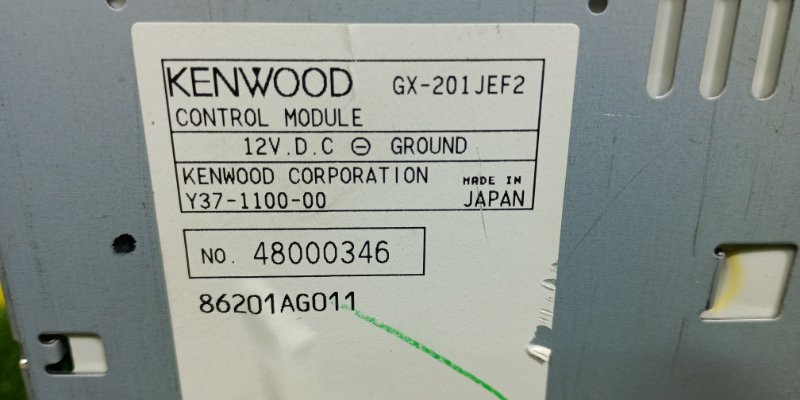 KENWOOD GX-201JEF2
CONTROL MODULE
12V.D.C ⊖ GROUND
KENWOOD CORPORATION MADE IN
Y37-1100-00 JAPAN
NO. 48000346
86201AG011